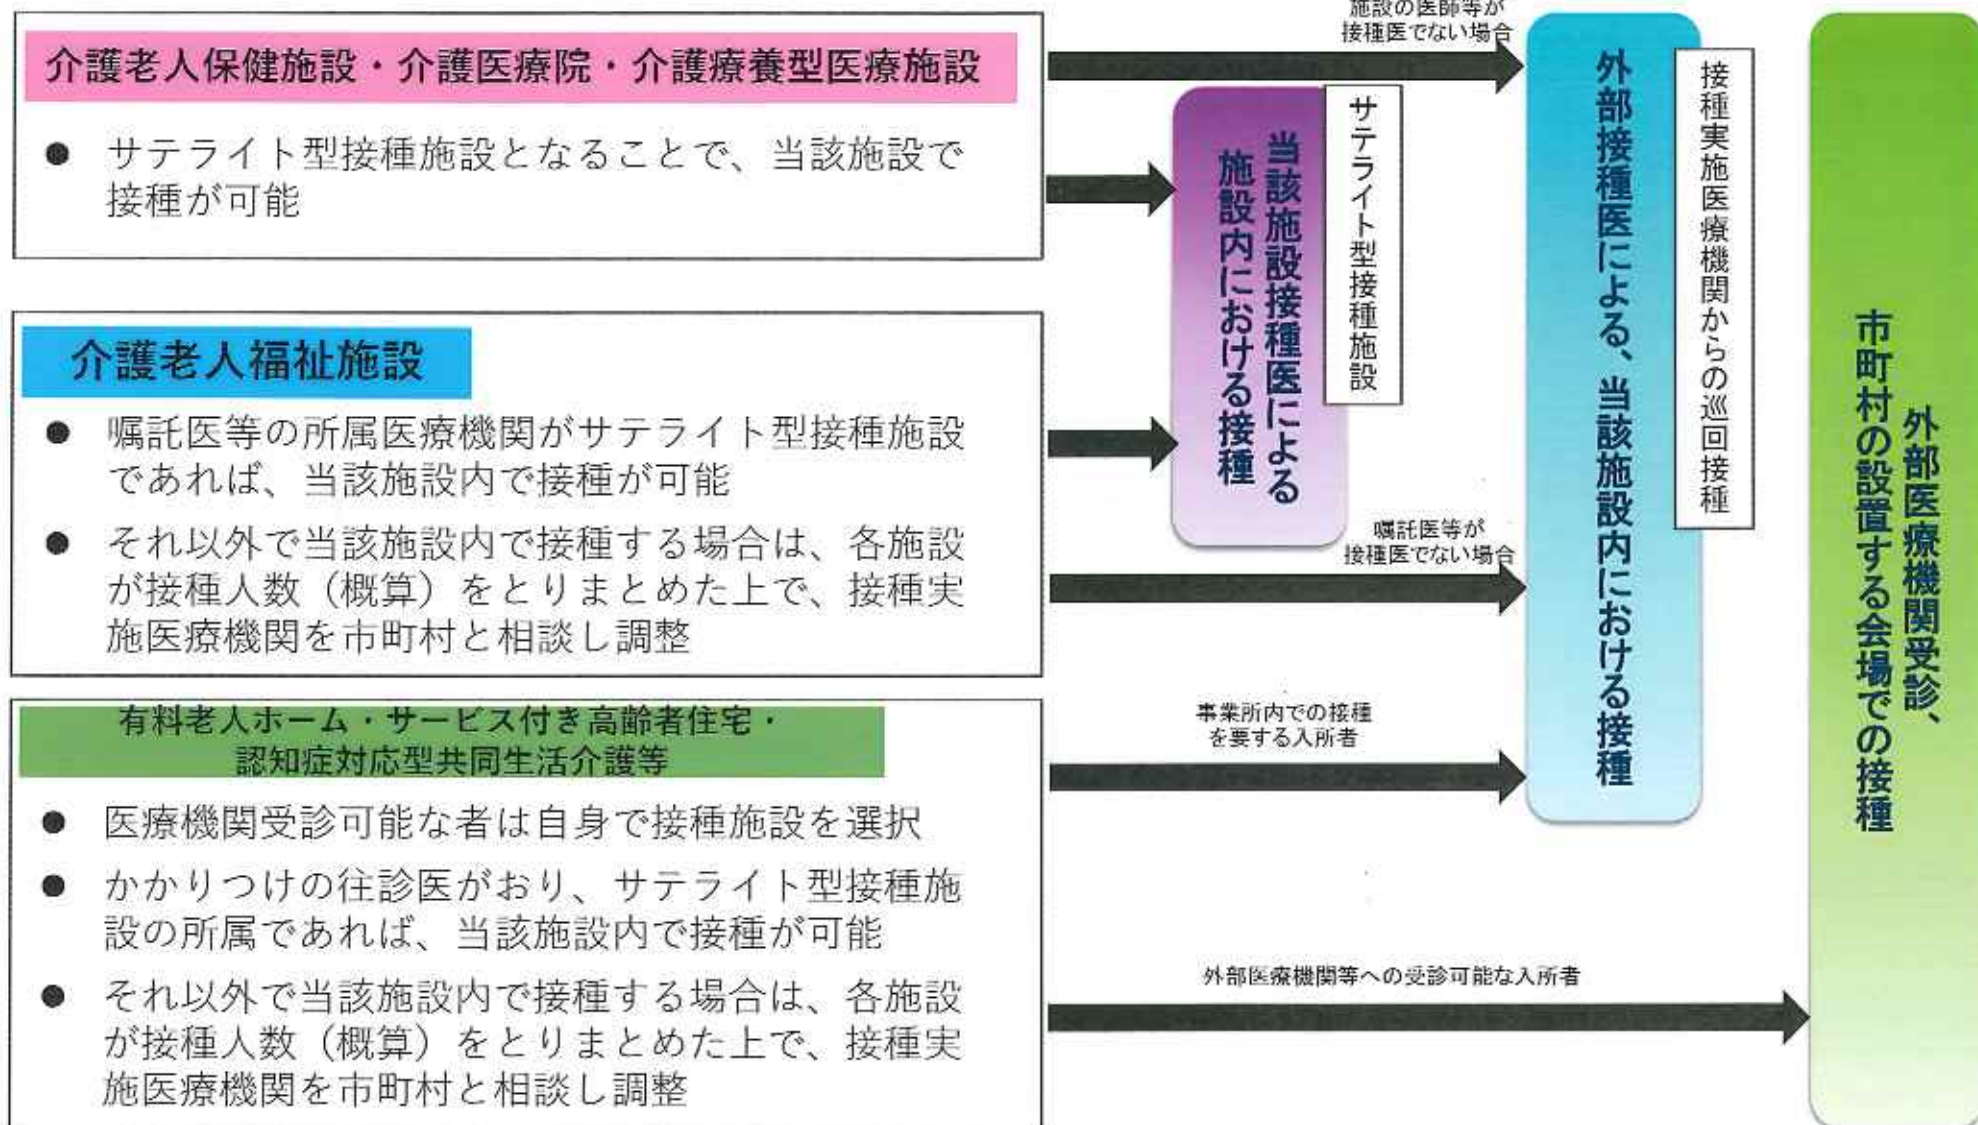 介護老人保健施設・介護医療院・介護療養型医療施設
● サテライト型接種施設となることで、当該施設で
接種が可能
介護老人福祉施設
● 嘱託医等の所属医療機関がサテライト型接種施設
であれば、当該施設内で接種が可能
● それ以外で当該施設内で接種する場合は、各施設
が接種人数（概算）をとりまとめた上で、接種実
施医療機関を市町村と相談し調整
有料老人ホーム・サービス付き高齢者住宅・
認知症対応型共同生活介護等
● 医療機関受診可能な者は自身で接種施設を選択
● かかりつけの往診医がおり、サテライト型接種施
設の所属であれば、当該施設内で接種が可能
● それ以外で当該施設内で接種する場合は、各施設
が接種人数（概算）をとりまとめた上で、接種実
施医療機関を市町村と相談し調整
施設の医師等が
接種医でない場合
当該施設接種医による
施設内における接種
サテライト型接種施設
嘱託医等が
接種医でない場合
事業所内での接種
を要する入所者
外部医療機関等への受診可能な入所者
外部接種医による、当該施設内における接種
接種実施医療機関からの巡回接種
外部医療機関受診、
市町村の設置する会場での接種